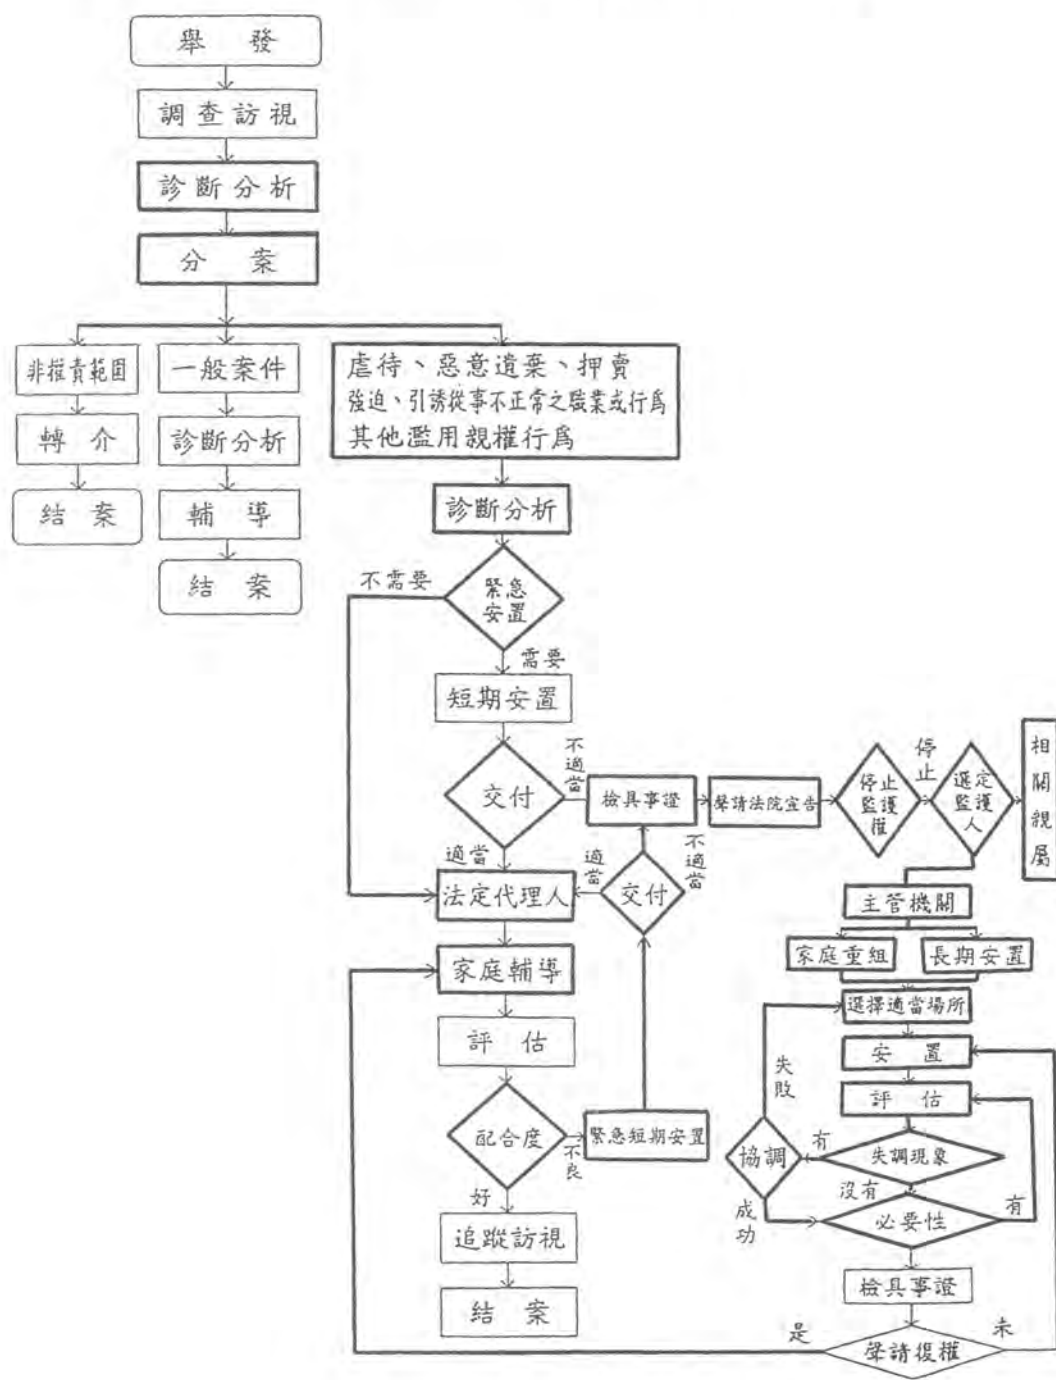 舉發
調查訪視
診斷分析
分案
非權責範圍
一般案件
虐待、惡意遺棄、押賣
強迫、引誘從事不正常之職業或行為
其他濫用親權行為
轉介
診斷分析
結案
輔導
結案
診斷分析
不需要
緊急
安置
需要
短期安置
交付
不適當
檢具事證
聲請法院宣告
停止
監護
權
停止
選定
監護
人
相關親屬
適當
法定代理人
適當
交付
不適當
主管機關
家庭重組
長期安置
家庭輔導
選擇適當場所
評估
安置
失敗
評估
配合度
不良
緊急短期安置
協調
有
失調現象
沒有
好
成功
必要性
有
追蹤訪視
檢具事證
結案
是
聲請復權
未